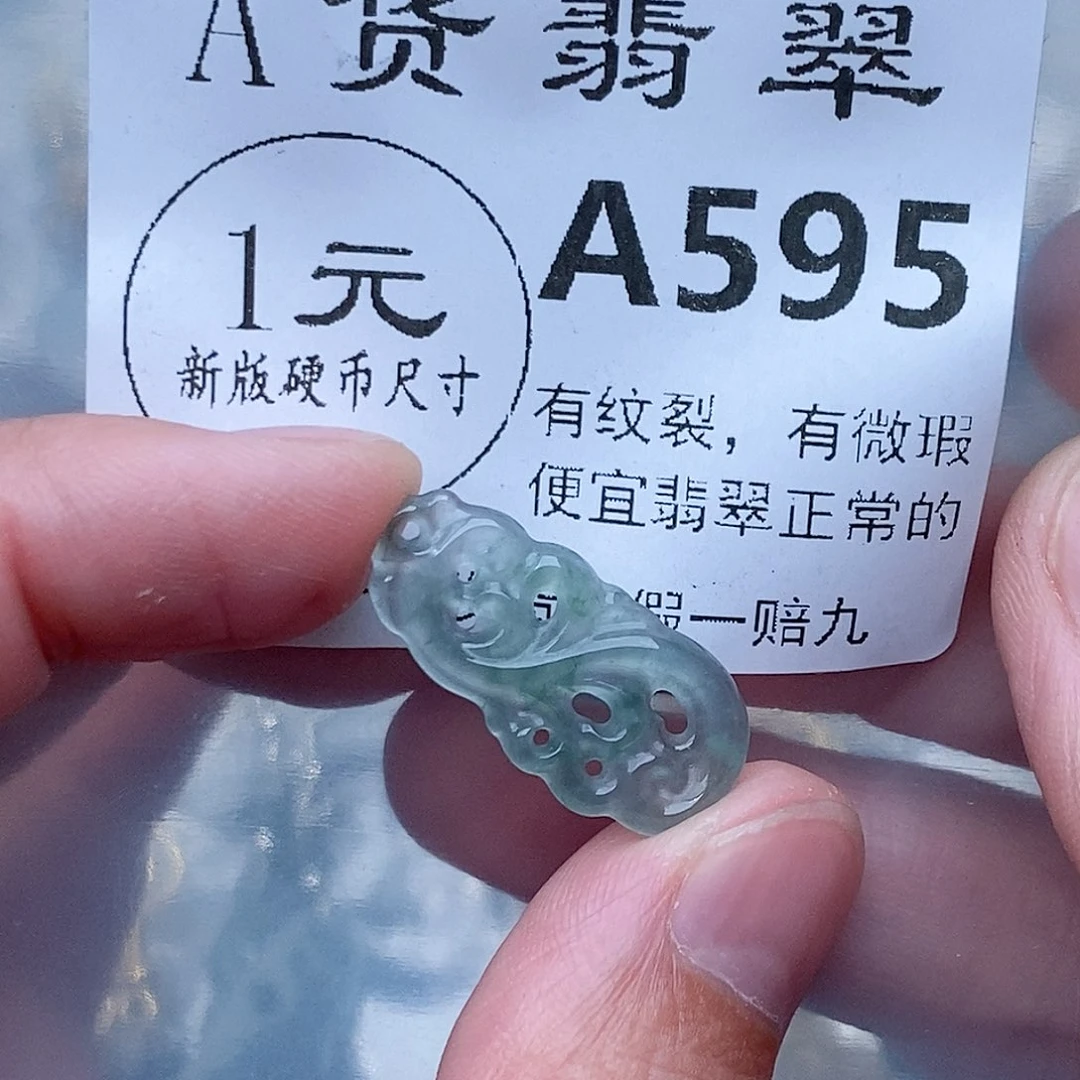 A货翡翠
1元
新版硬币尺寸
A595
有纹裂，有微瑕
便宜翡翠正常的
假一赔九